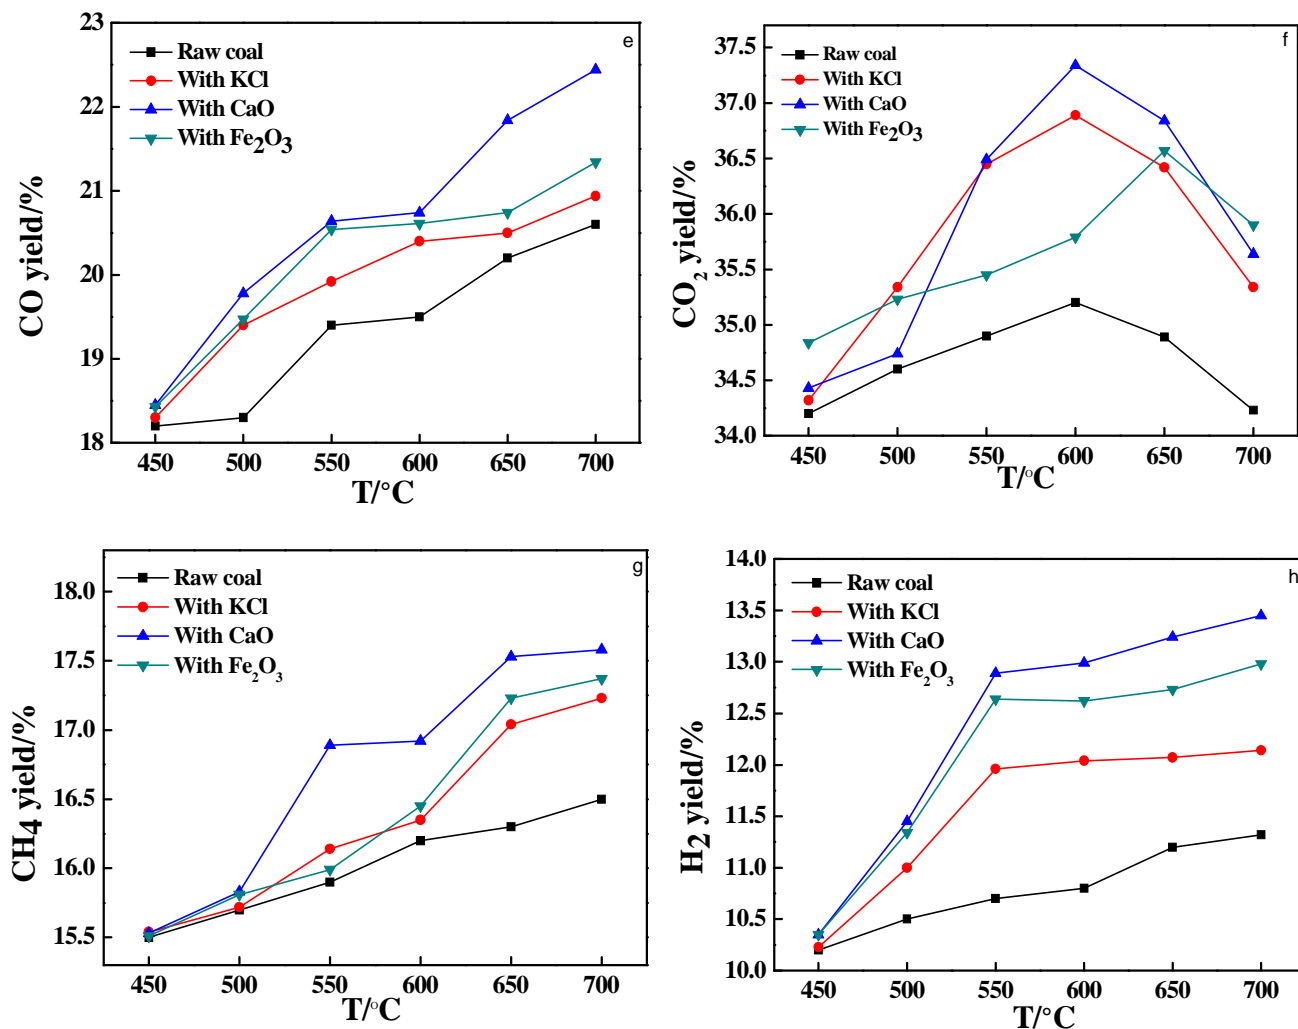 e
Raw coal
With KCl
With CaO
With Fe2O3
23
22
21
20
19
18
CO yield/%
450 500 550 600 650 700
T/°C
f
Raw coal
With KCl
With CaO
With Fe2O3
37.5
37.0
36.5
36.0
35.5
35.0
34.5
34.0
CO2 yield/%
450 500 550 600 650 700
T/°C
g
Raw coal
With KCl
With CaO
With Fe2O3
18.0
17.5
17.0
16.5
16.0
15.5
CH4 yield/%
450 500 550 600 650 700
T/°C
h
Raw coal
With KCl
With CaO
With Fe2O3
14.0
13.5
13.0
12.5
12.0
11.5
11.0
10.5
10.0
H2 yield/%
450 500 550 600 650 700
T/°C